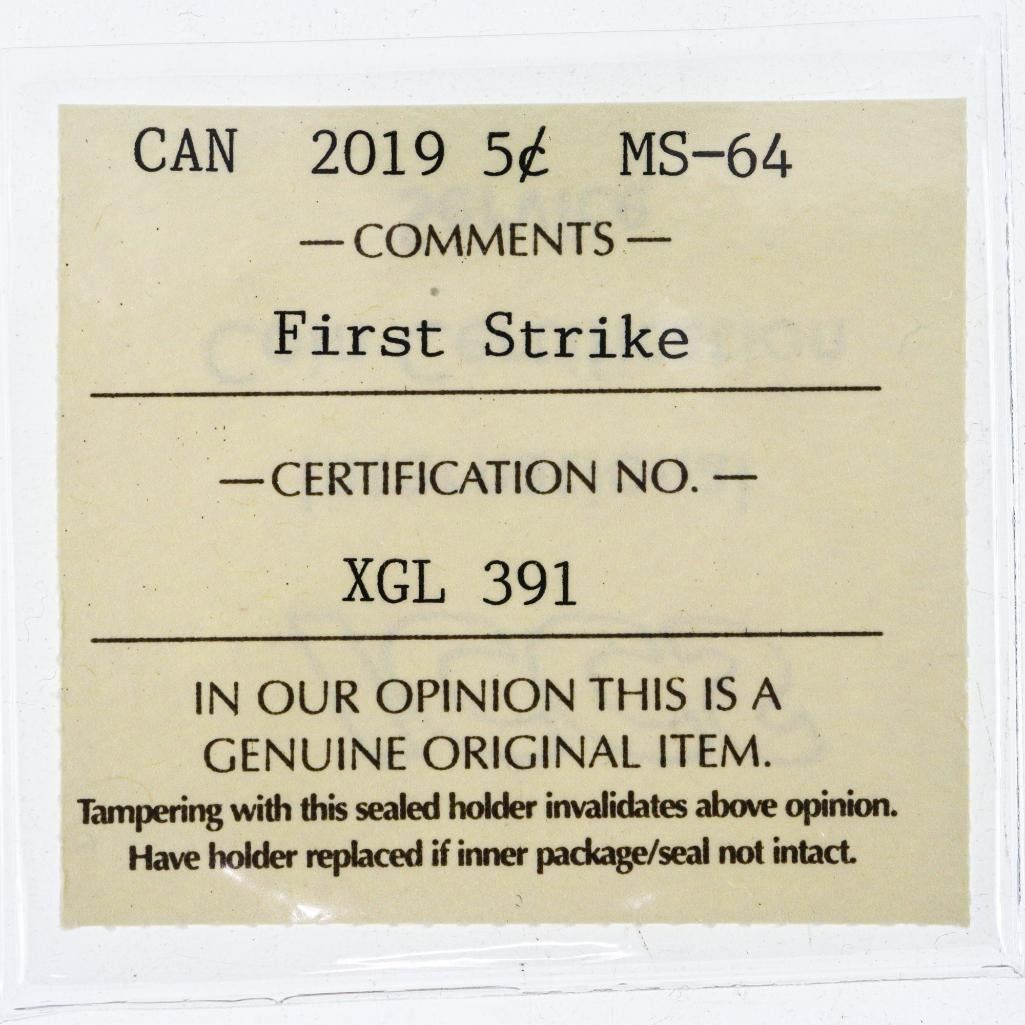 CAN 2019 5¢ MS-64
— COMMENTS —
First Strike
— CERTIFICATION NO. —
XGL 391
IN OUR OPINION THIS IS A
GENUINE ORIGINAL ITEM.
Tampering with this sealed holder invalidates above opinion.
Have holder replaced if inner package/seal not intact.